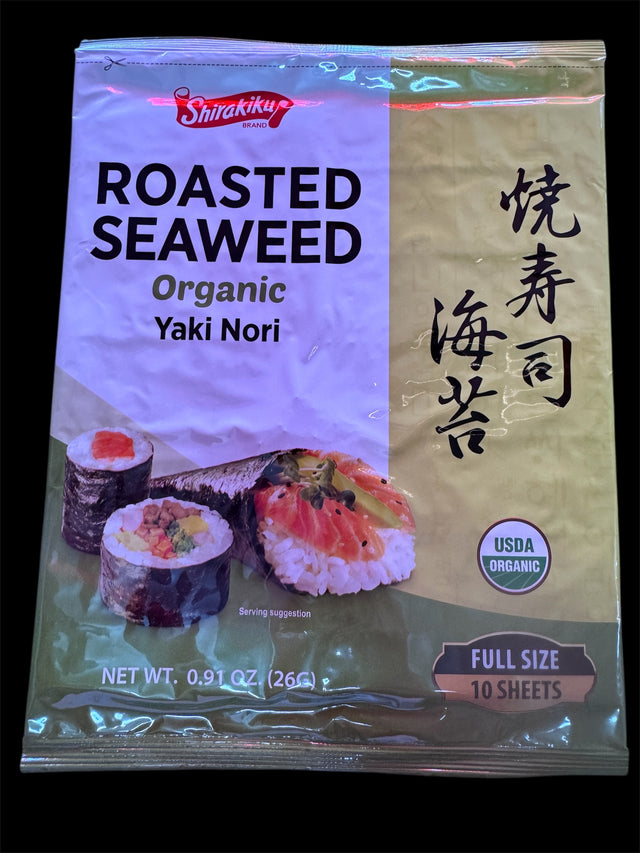 Shirakiku
BRAND
ROASTED
SEAWEED
Organic
Yaki Nori
焼寿司
海苔
USDA
ORGANIC
Serving suggestion
NET WT. 0.91 OZ. (26G)
FULL SIZE
10 SHEETS